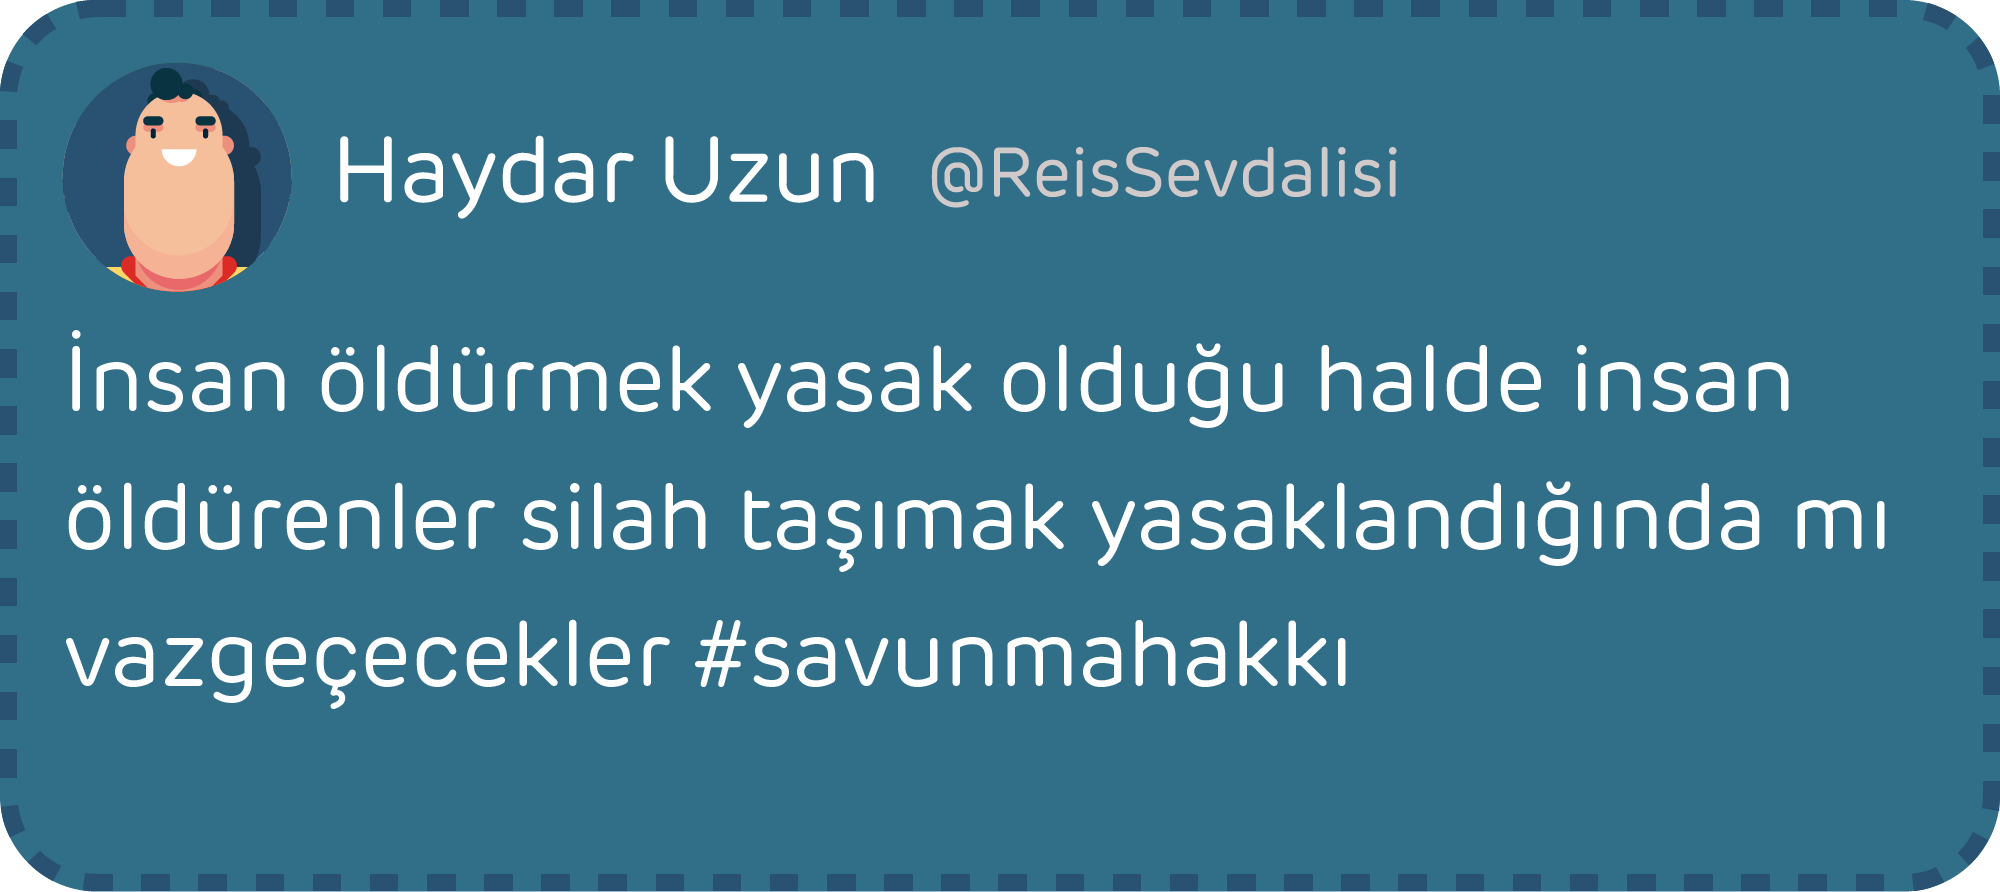 Haydar Uzun @ReisSevdalisi
İnsan öldürmek yasak olduğu halde insan
öldürenler silah taşımak yasaklandığında mı
vazgeçecekler #savunmahakkı